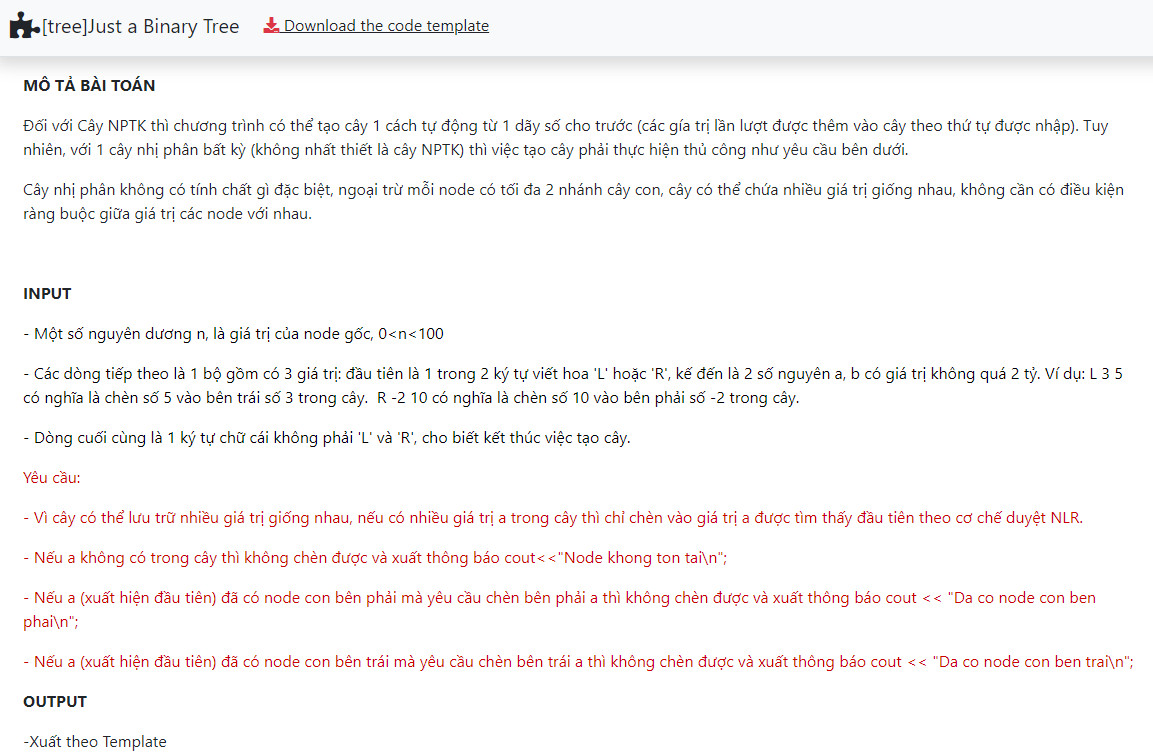 [tree]Just a Binary Tree Download the code template
MÔ TẢ BÀI TOÁN
Đối với Cây NPTK thì chương trình có thể tạo cây 1 cách tự động từ 1 dãy số cho trước (các gía trị lần lượt được thêm vào cây theo thứ tự được nhập). Tuy
nhiên, với 1 cây nhị phân bất kỳ (không nhất thiết là cây NPTK) thì việc tạo cây phải thực hiện thủ công như yêu cầu bên dưới.
Cây nhị phân không có tính chất gì đặc biệt, ngoại trừ mỗi node có tối đa 2 nhánh cây con, cây có thể chứa nhiều giá trị giống nhau, không cần có điều kiện
ràng buộc giữa giá trị các node với nhau.
INPUT
- Một số nguyên dương n, là giá trị của node gốc, 0<n<100
- Các dòng tiếp theo là 1 bộ gồm có 3 giá trị: đầu tiên là 1 trong 2 ký tự viết hoa 'L' hoặc 'R', kế đến là 2 số nguyên a, b có giá trị không quá 2 tỷ. Ví dụ: L 3 5
có nghĩa là chèn số 5 vào bên trái số 3 trong cây. R -2 10 có nghĩa là chèn số 10 vào bên phải số -2 trong cây.
- Dòng cuối cùng là 1 ký tự chữ cái không phải 'L' và 'R', cho biết kết thúc việc tạo cây.
Yêu cầu:
- Vì cây có thể lưu trữ nhiều giá trị giống nhau, nếu có nhiều giá trị a trong cây thì chỉ chèn vào giá trị a được tìm thấy đầu tiên theo cơ chế duyệt NLR.
- Nếu a không có trong cây thì không chèn được và xuất thông báo cout<<"Node khong ton tai\n";
- Nếu a (xuất hiện đầu tiên) đã có node con bên phải mà yêu cầu chèn bên phải a thì không chèn được và xuất thông báo cout << "Da co node con ben
phai\n";
- Nếu a (xuất hiện đầu tiên) đã có node con bên trái mà yêu cầu chèn bên trái a thì không chèn được và xuất thông báo cout << "Da co node con ben trai\n";
OUTPUT
-Xuất theo Template